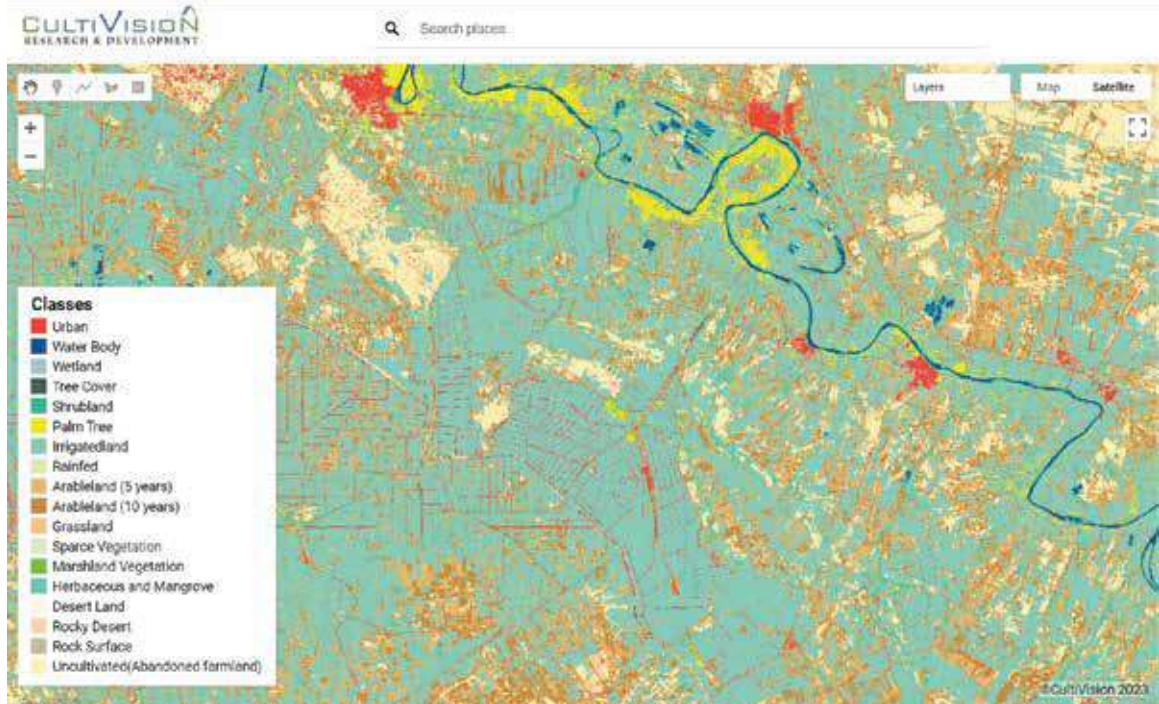 CULTIVISION
RESEARCH & DEVELOPMENT
Search places
Layers
Map Satellite
+
−
Classes
Urban
Water Body
Wetland
Tree Cover
Shrubland
Palm Tree
Irrigatedland
Rainfed
Arableland (5 years)
Arableland (10 years)
Grassland
Sparce Vegetation
Marshland Vegetation
Herbaceous and Mangrove
Desert Land
Rocky Desert
Rock Surface
Uncultivated(Abandoned farmland)
©CultiVision 2023